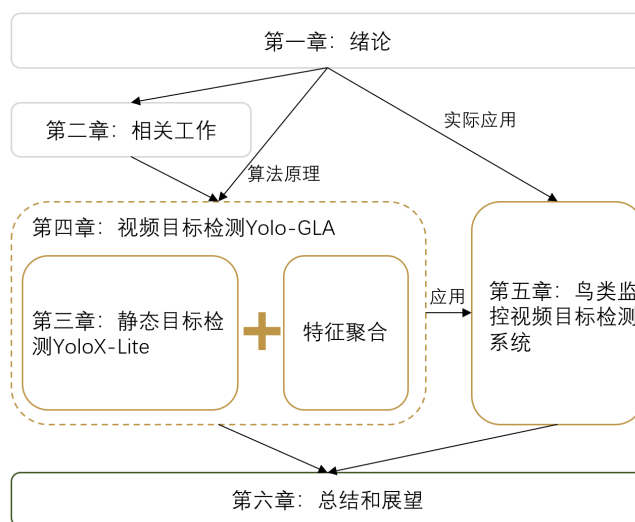 第一章：绪论
第二章：相关工作
实际应用
算法原理
第四章：视频目标检测Yolo-GLA
第三章：静态目标检
测YoloX-Lite
特征聚合
应用
第五章：鸟类监
控视频目标检测
系统
第六章：总结和展望